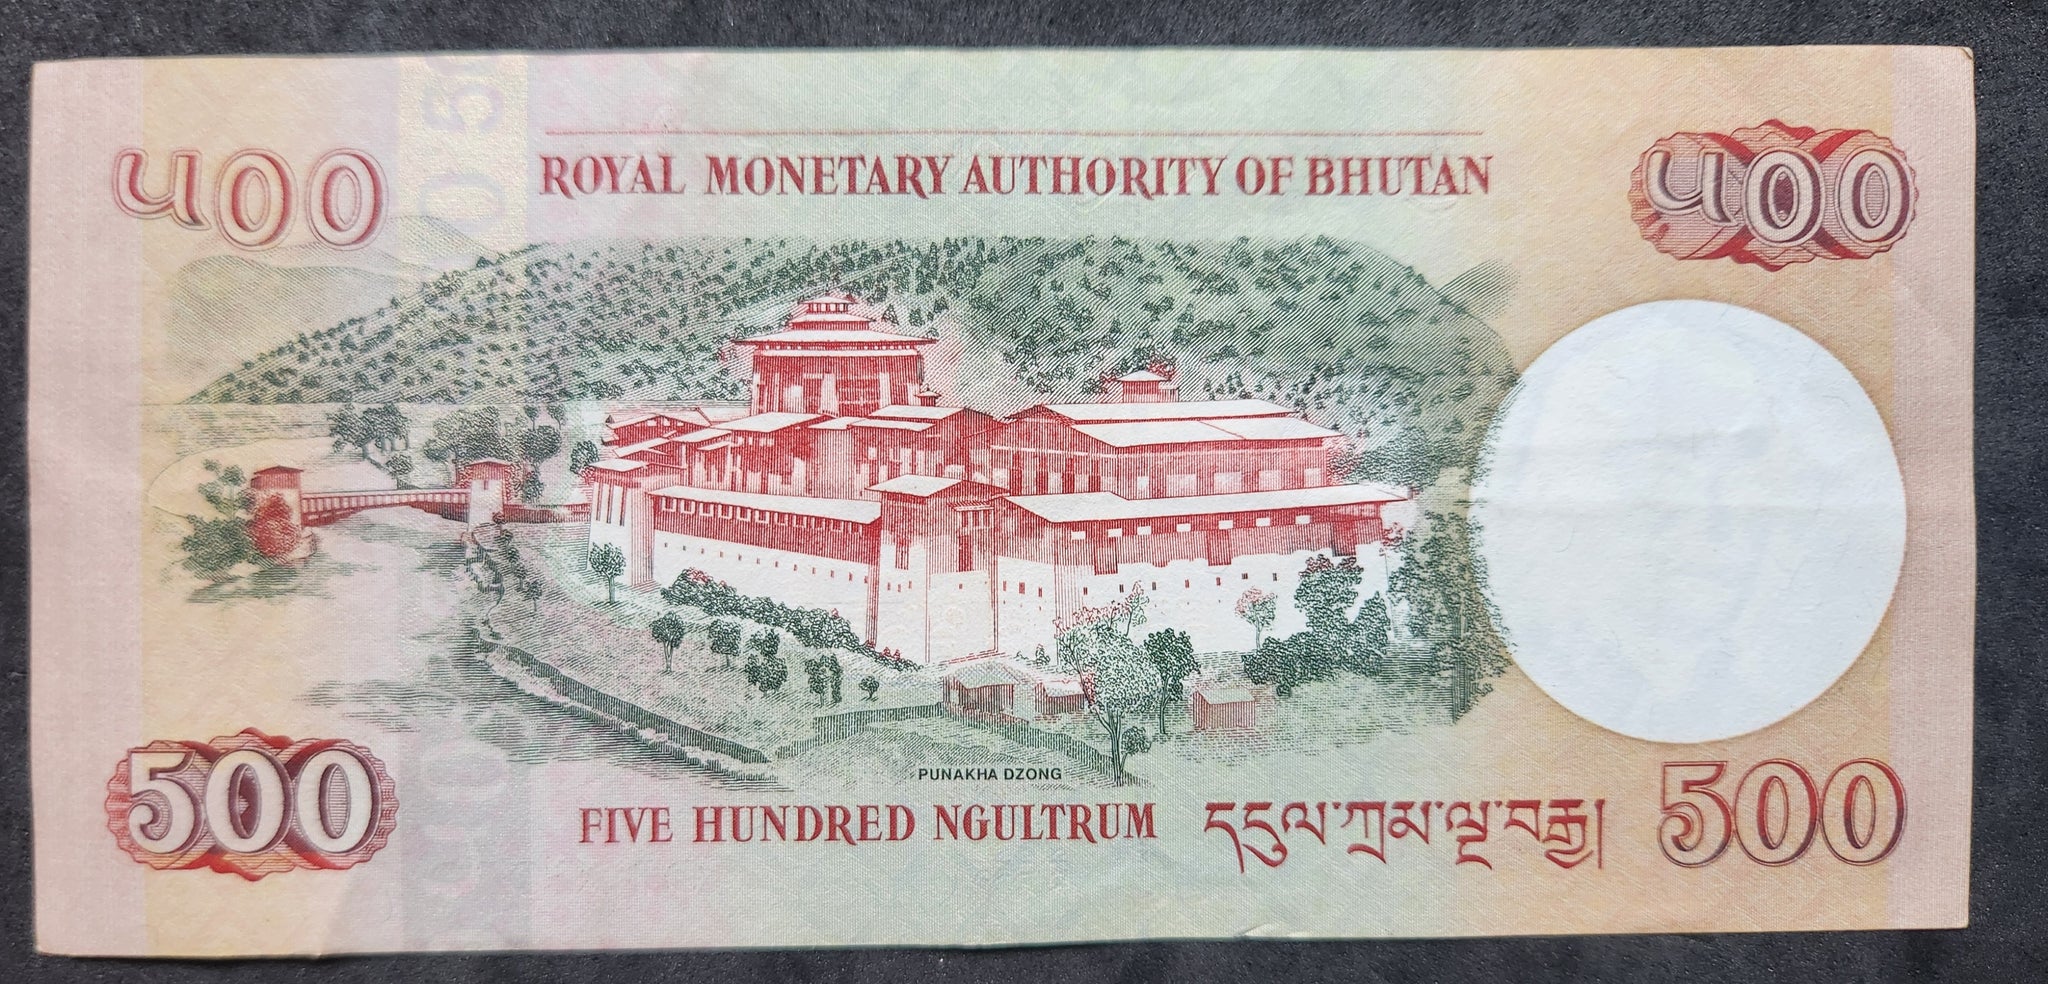 ༥༠༠
ROYAL MONETARY AUTHORITY OF BHUTAN
༥༠༠
PUNAKHA DZONG
500
FIVE HUNDRED NGULTRUM
དངུལ་ཀྲམ་ལྔ་བརྒྱ།
500